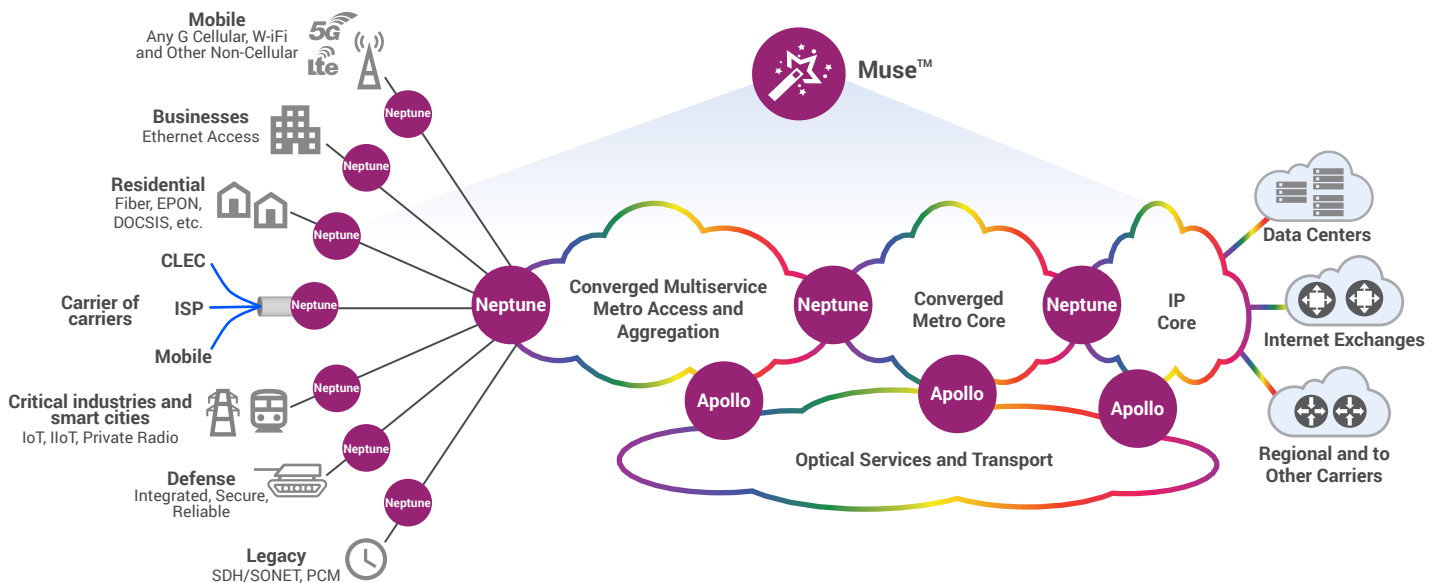 Mobile
Any G Cellular, W-iFi
and Other Non-Cellular
5G
lte
Neptune
Businesses
Ethernet Access
Neptune
Residential
Fiber, EPON,
DOCSIS, etc.
Neptune
CLEC
Carrier of
carriers
ISP
Mobile
Neptune
Critical industries and
smart cities
IoT, IIoT, Private Radio
Neptune
Defense
Integrated, Secure,
Reliable
Neptune
Legacy
SDH/SONET, PCM
Neptune
Muse™
Neptune
Converged Multiservice
Metro Access and
Aggregation
Neptune
Converged
Metro Core
Neptune
IP
Core
Apollo
Apollo
Apollo
Optical Services and Transport
Data Centers
Internet Exchanges
Regional and to
Other Carriers